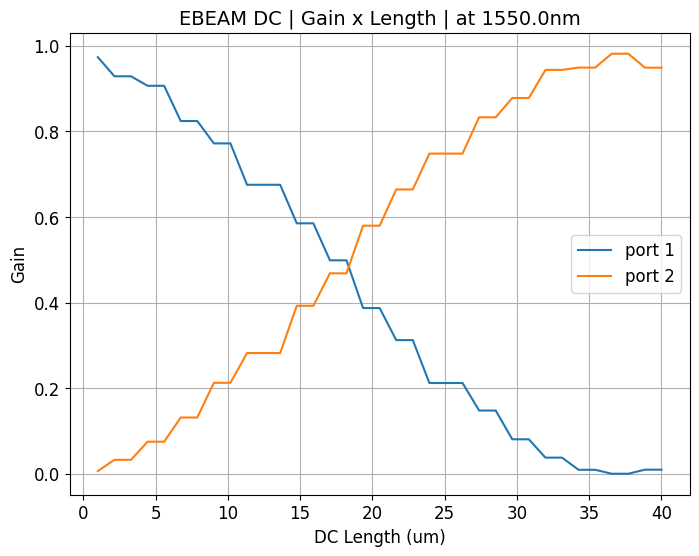 EBEAM DC | Gain x Length | at 1550.0nm
1.0
0.8
0.6
0.4
0.2
0.0
Gain
port 1
port 2
0 5 10 15 20 25 30 35 40
DC Length (um)